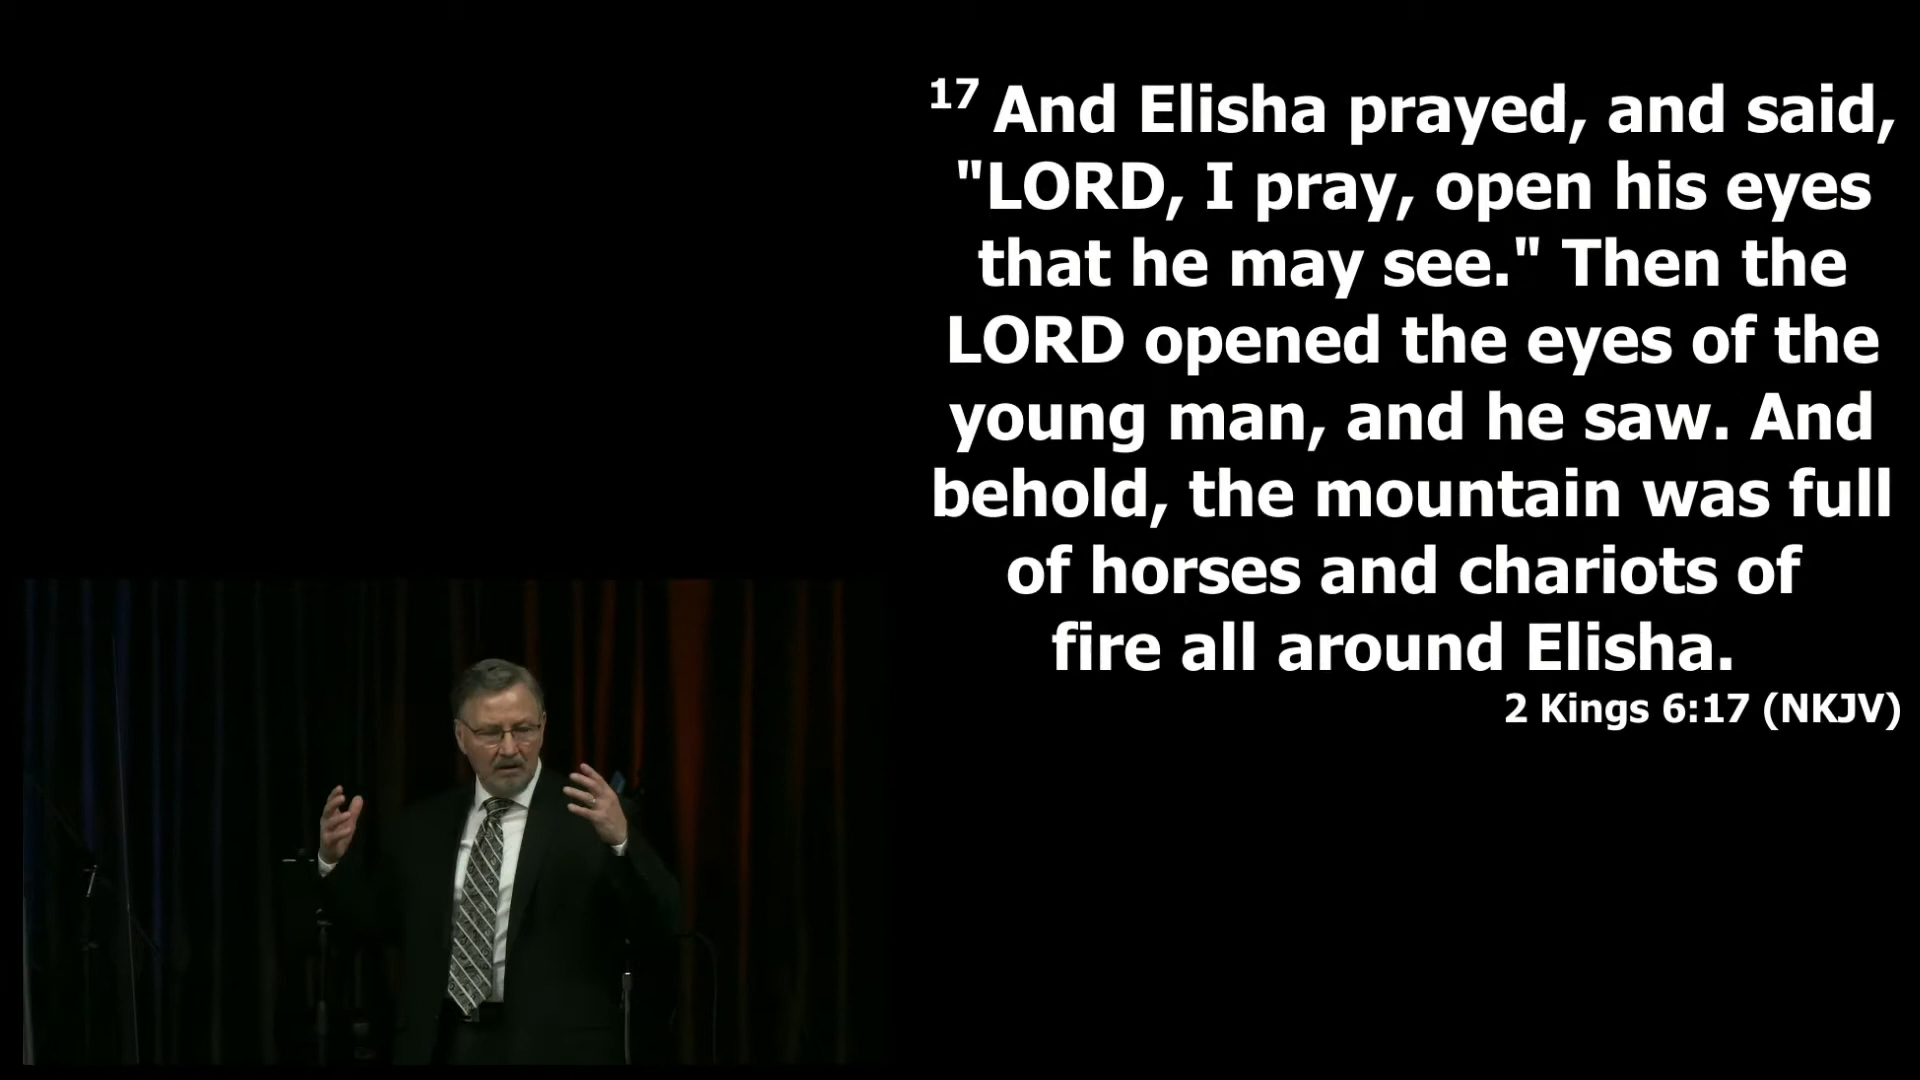 17 And Elisha prayed, and said,
"LORD, I pray, open his eyes
that he may see." Then the
LORD opened the eyes of the
young man, and he saw. And
behold, the mountain was full
of horses and chariots of
fire all around Elisha.
2 Kings 6:17 (NKJV)